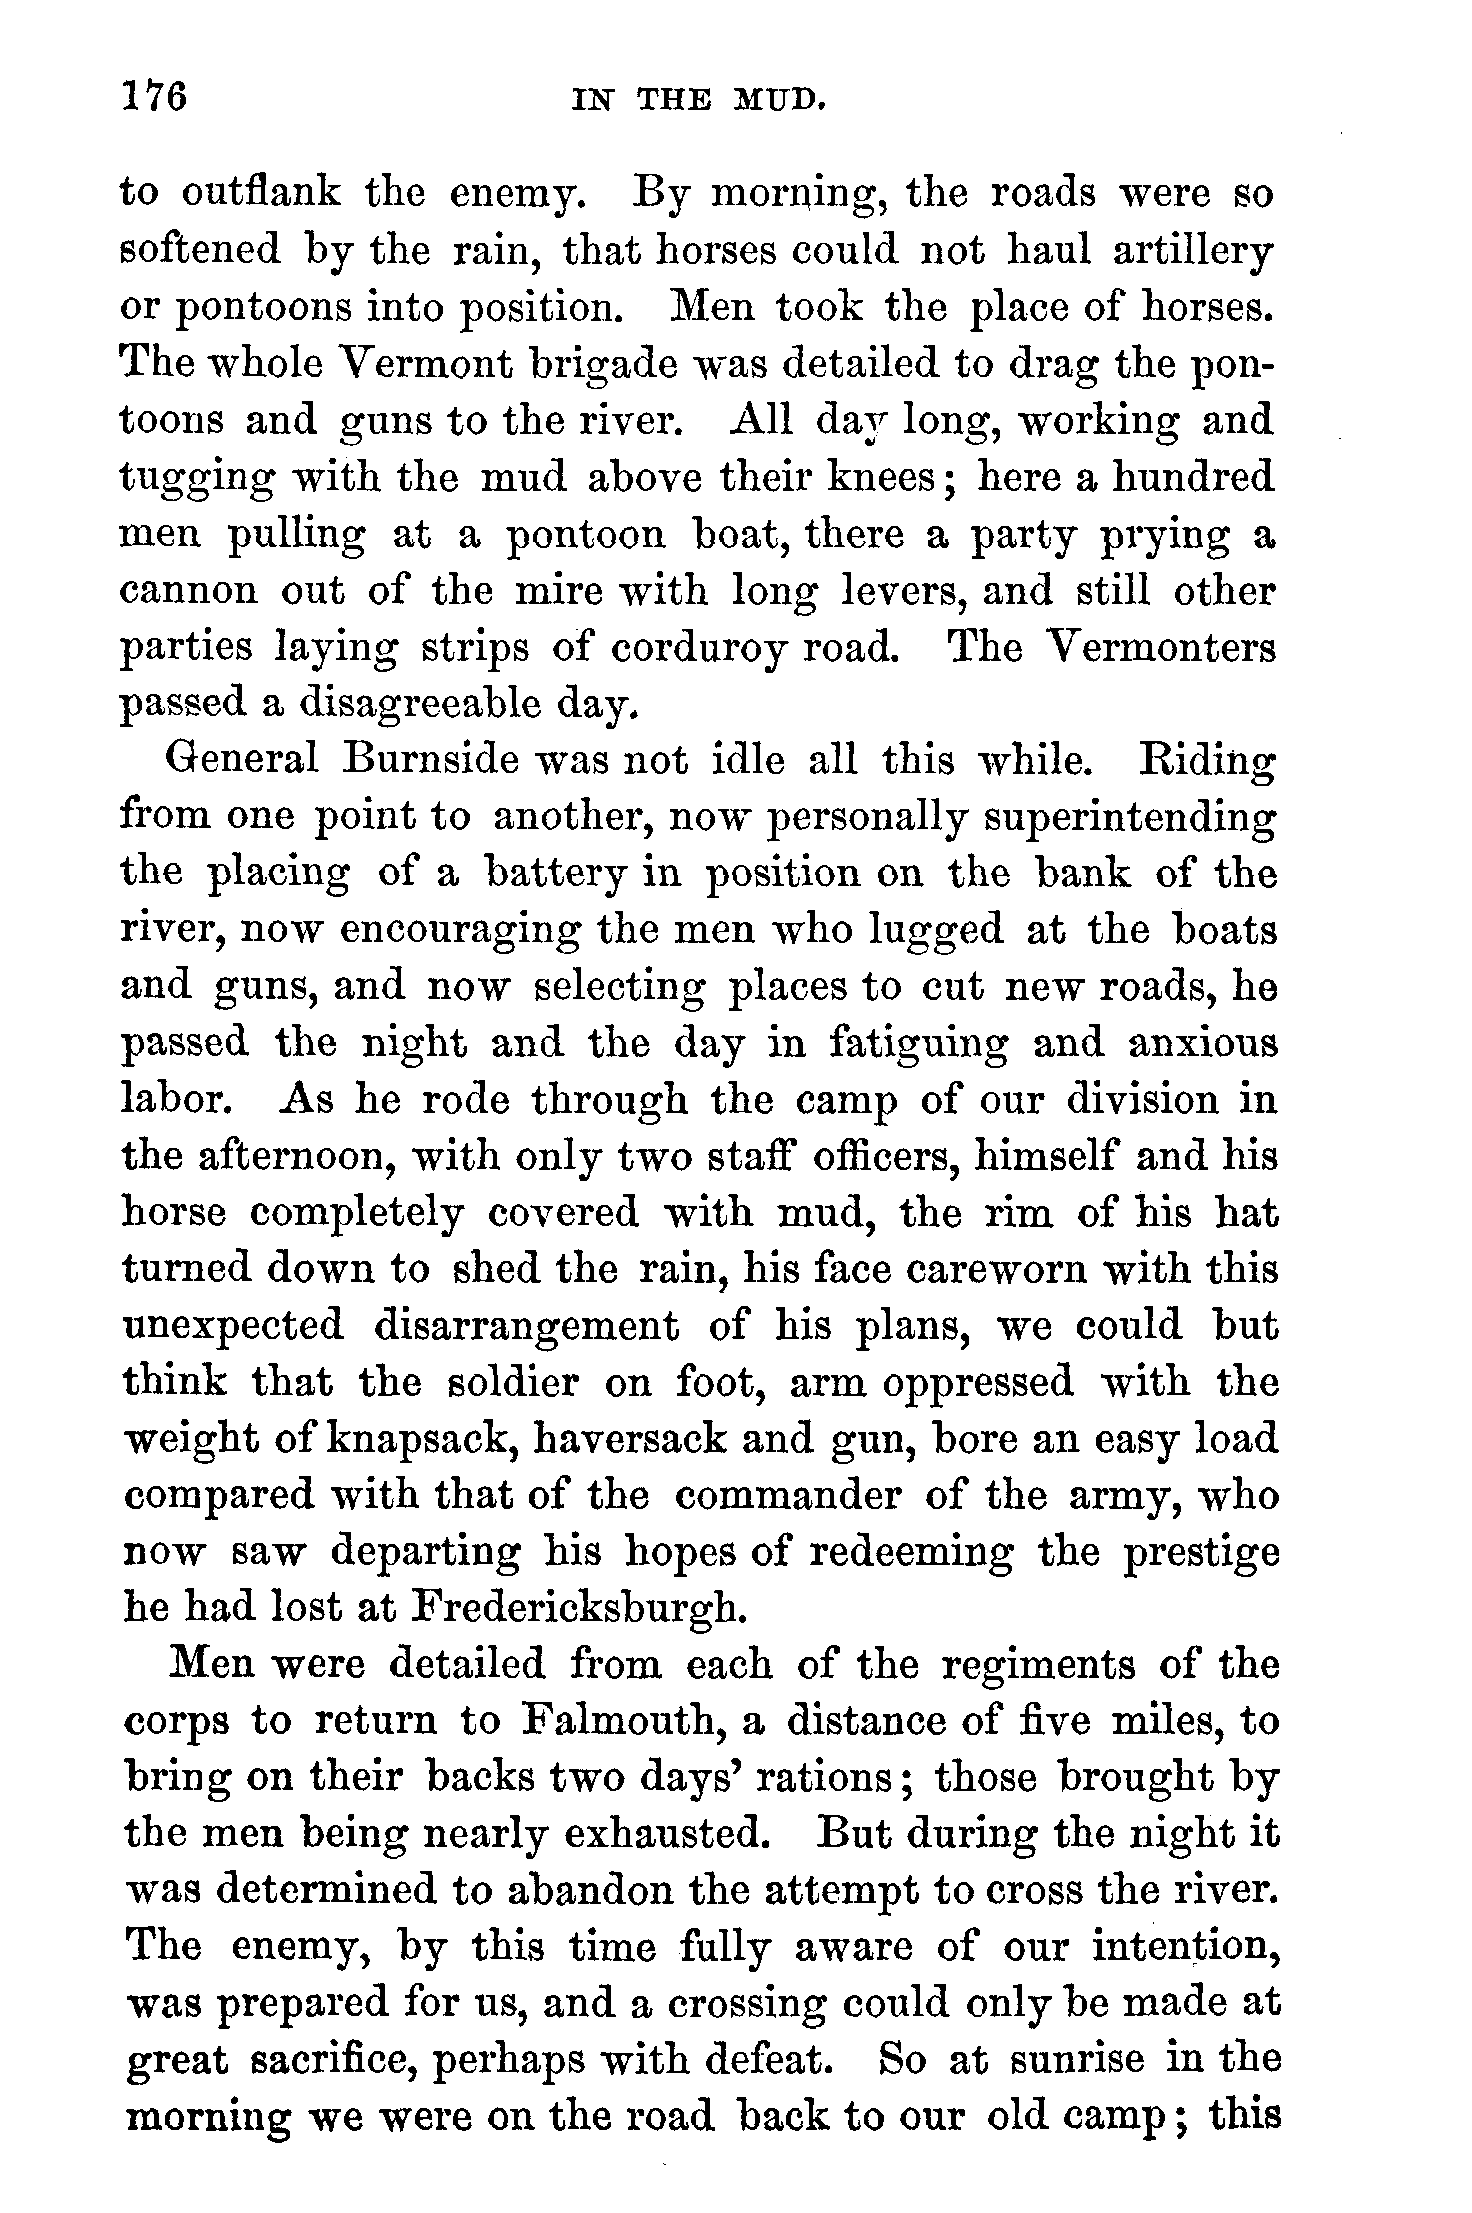 176 IN THE MUD.
to outflank the enemy. By morning, the roads were so
softened by the rain, that horses could not haul artillery
or pontoons into position. Men took the place of horses.
The whole Vermont brigade was detailed to drag the pon-
toons and guns to the river. All day long, working and
tugging with the mud above their knees; here a hundred
men pulling at a pontoon boat, there a party prying a
cannon out of the mire with long levers, and still other
parties laying strips of corduroy road. The Vermonters
passed a disagreeable day.
General Burnside was not idle all this while. Riding
from one point to another, now personally superintending
the placing of a battery in position on the bank of the
river, now encouraging the men who lugged at the boats
and guns, and now selecting places to cut new roads, he
passed the night and the day in fatiguing and anxious
labor. As he rode through the camp of our division in
the afternoon, with only two staff officers, himself and his
horse completely covered with mud, the rim of his hat
turned down to shed the rain, his face careworn with this
unexpected disarrangement of his plans, we could but
think that the soldier on foot, arm oppressed with the
weight of knapsack, haversack and gun, bore an easy load
compared with that of the commander of the army, who
now saw departing his hopes of redeeming the prestige
he had lost at Fredericksburgh.
Men were detailed from each of the regiments of the
corps to return to Falmouth, a distance of five miles, to
bring on their backs two days' rations; those brought by
the men being nearly exhausted. But during the night it
was determined to abandon the attempt to cross the river.
The enemy, by this time fully aware of our intention,
was prepared for us, and a crossing could only be made at
great sacrifice, perhaps with defeat. So at sunrise in the
morning we were on the road back to our old camp; this